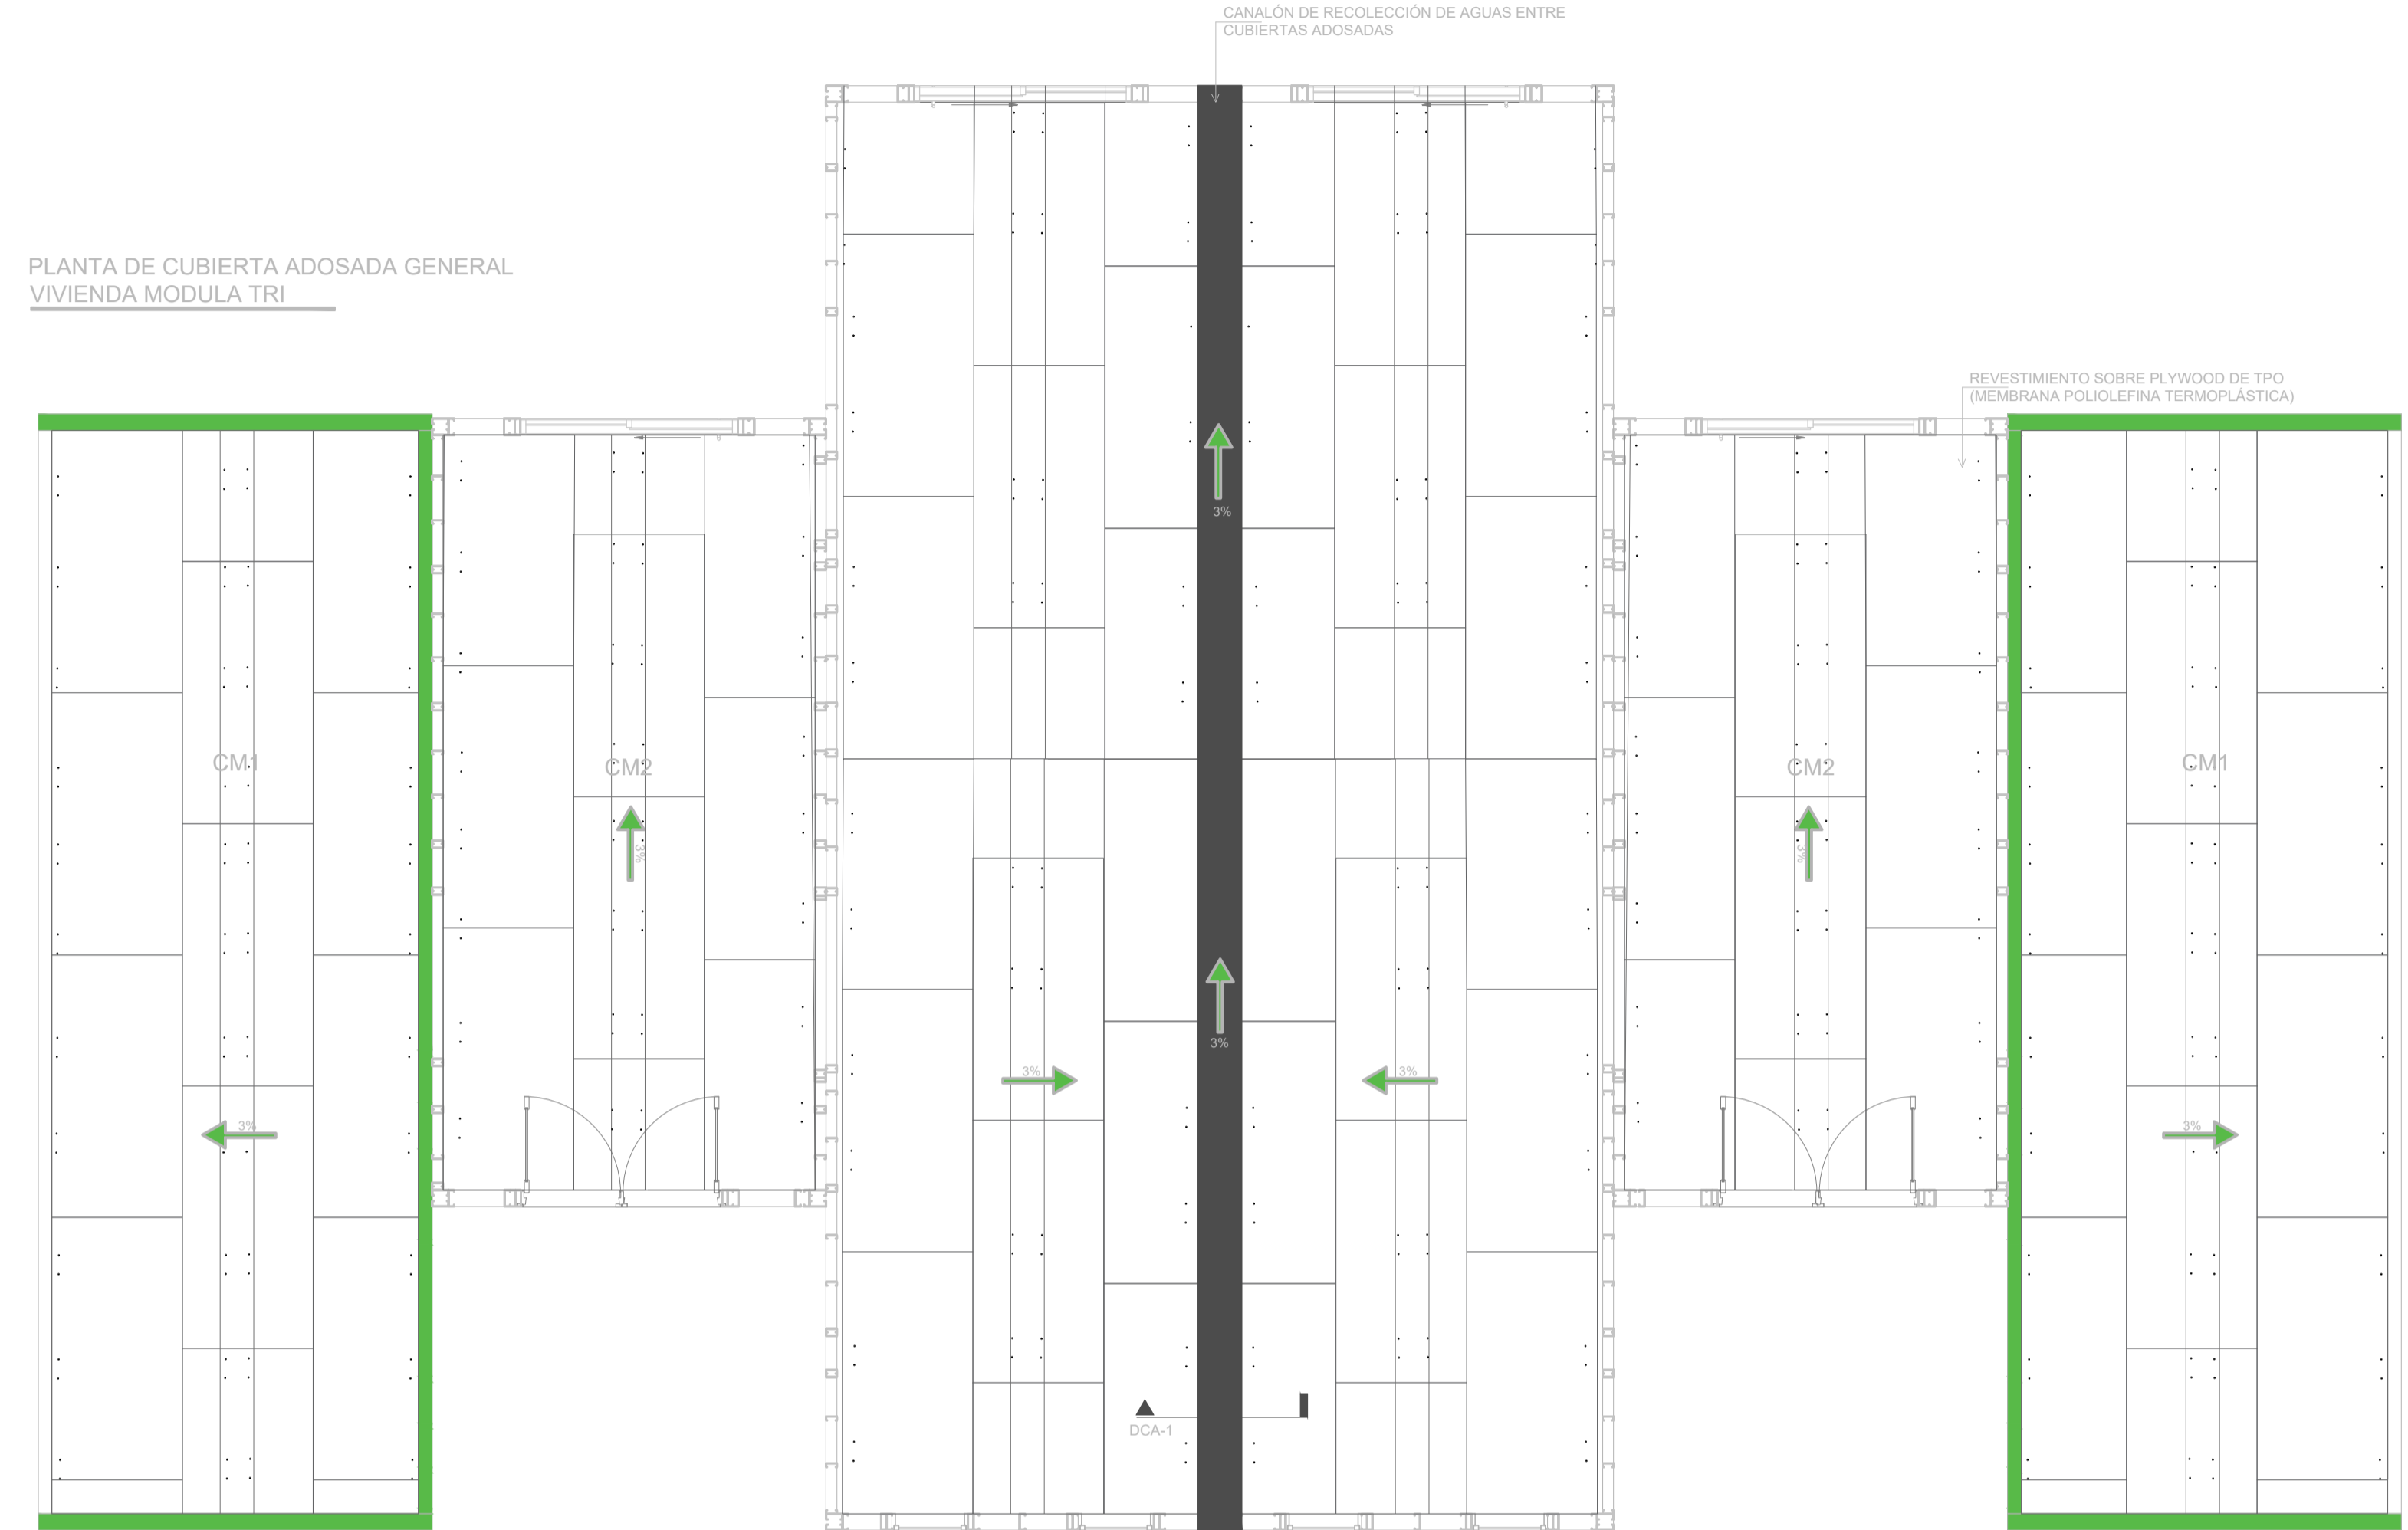 CANALÓN DE RECOLECCIÓN DE AGUAS ENTRE
CUBIERTAS ADOSADAS
PLANTA DE CUBIERTA ADOSADA GENERAL
VIVIENDA MODULA TRI
REVESTIMIENTO SOBRE PLYWOOD DE TPO
(MEMBRANA POLIOLEFINA TERMOPLÁSTICA)
3%
CM1
CM2
CM2
CM1
3%
3%
3%
3%
3%
3%
3%
DCA-1